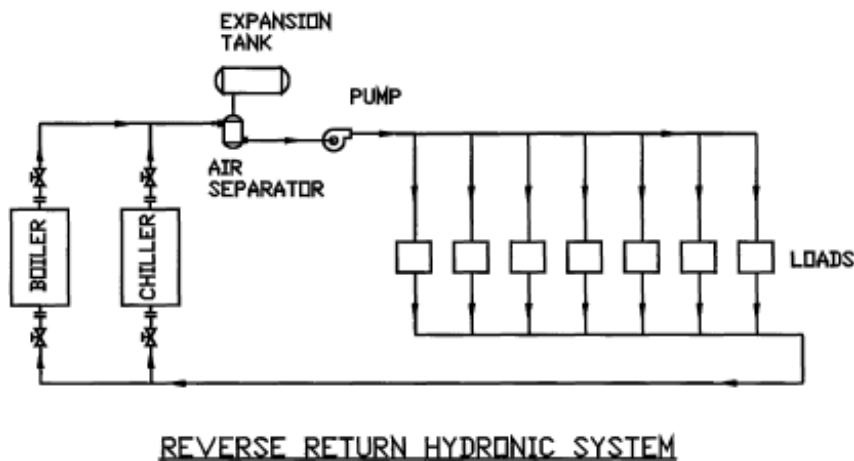 EXPANSION
TANK
PUMP
AIR
SEPARATOR
BOILER
CHILLER
LOADS
REVERSE RETURN HYDRONIC SYSTEM